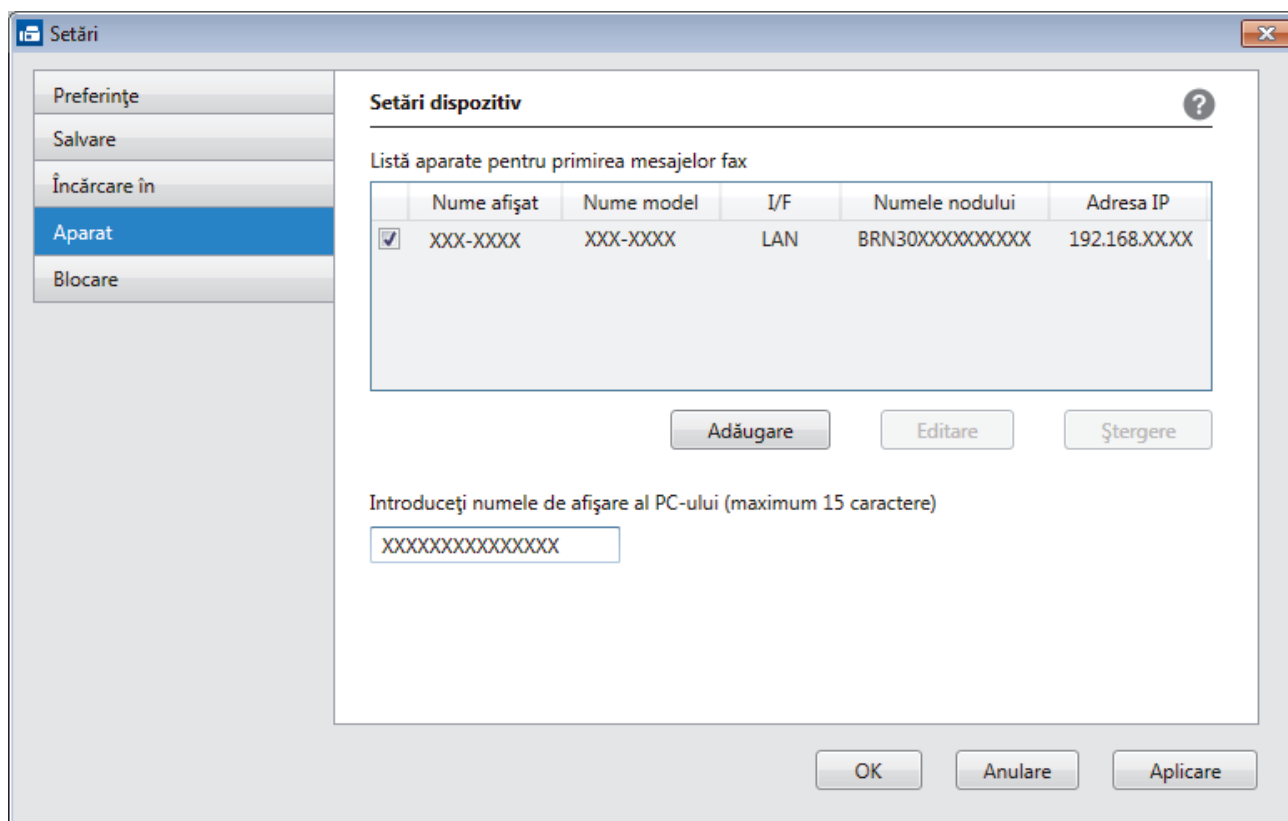 Setări
Preferinţe
Salvare
Încărcare în
Aparat
Blocare
Setări dispozitiv
?
Listă aparate pentru primirea mesajelor fax
Nume afişat Nume model I/F Numele nodului Adresa IP
XXX-XXXX XXX-XXXX LAN BRN30XXXXXXXXXX 192.168.XX.XX
Adăugare Editare Ştergere
Introduceţi numele de afişare al PC-ului (maximum 15 caractere)
XXXXXXXXXXXXXXX
OK Anulare Aplicare